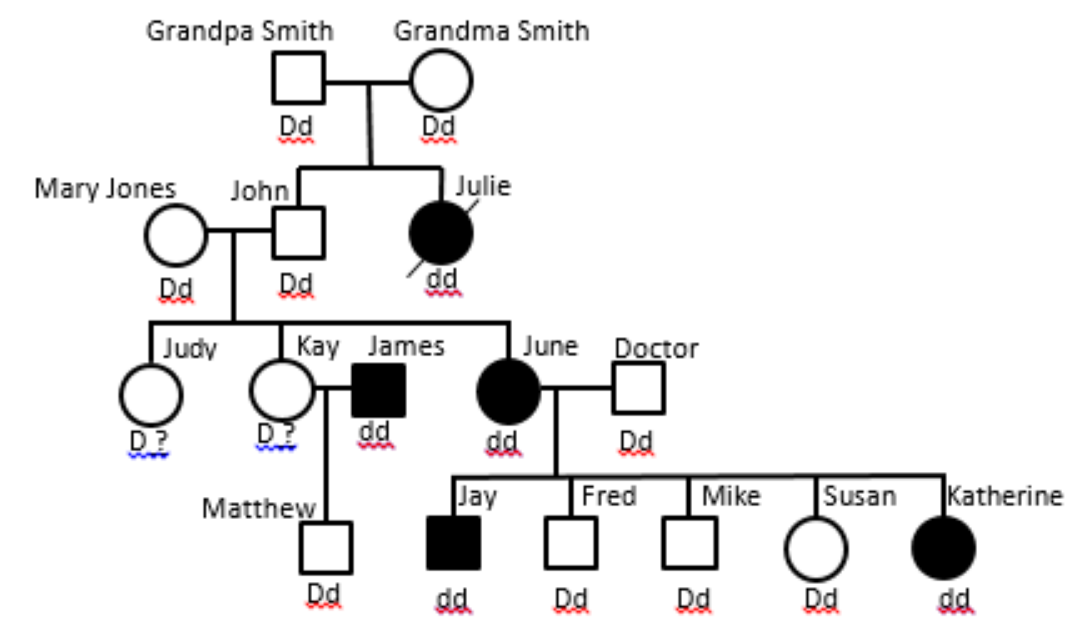 Grandpa Smith Grandma Smith
Dd Dd
Mary Jones John Julie
Dd Dd dd
Judy Kay James June Doctor
D ? D ? dd dd Dd
Matthew Jay Fred Mike Susan Katherine
Dd dd Dd Dd Dd dd